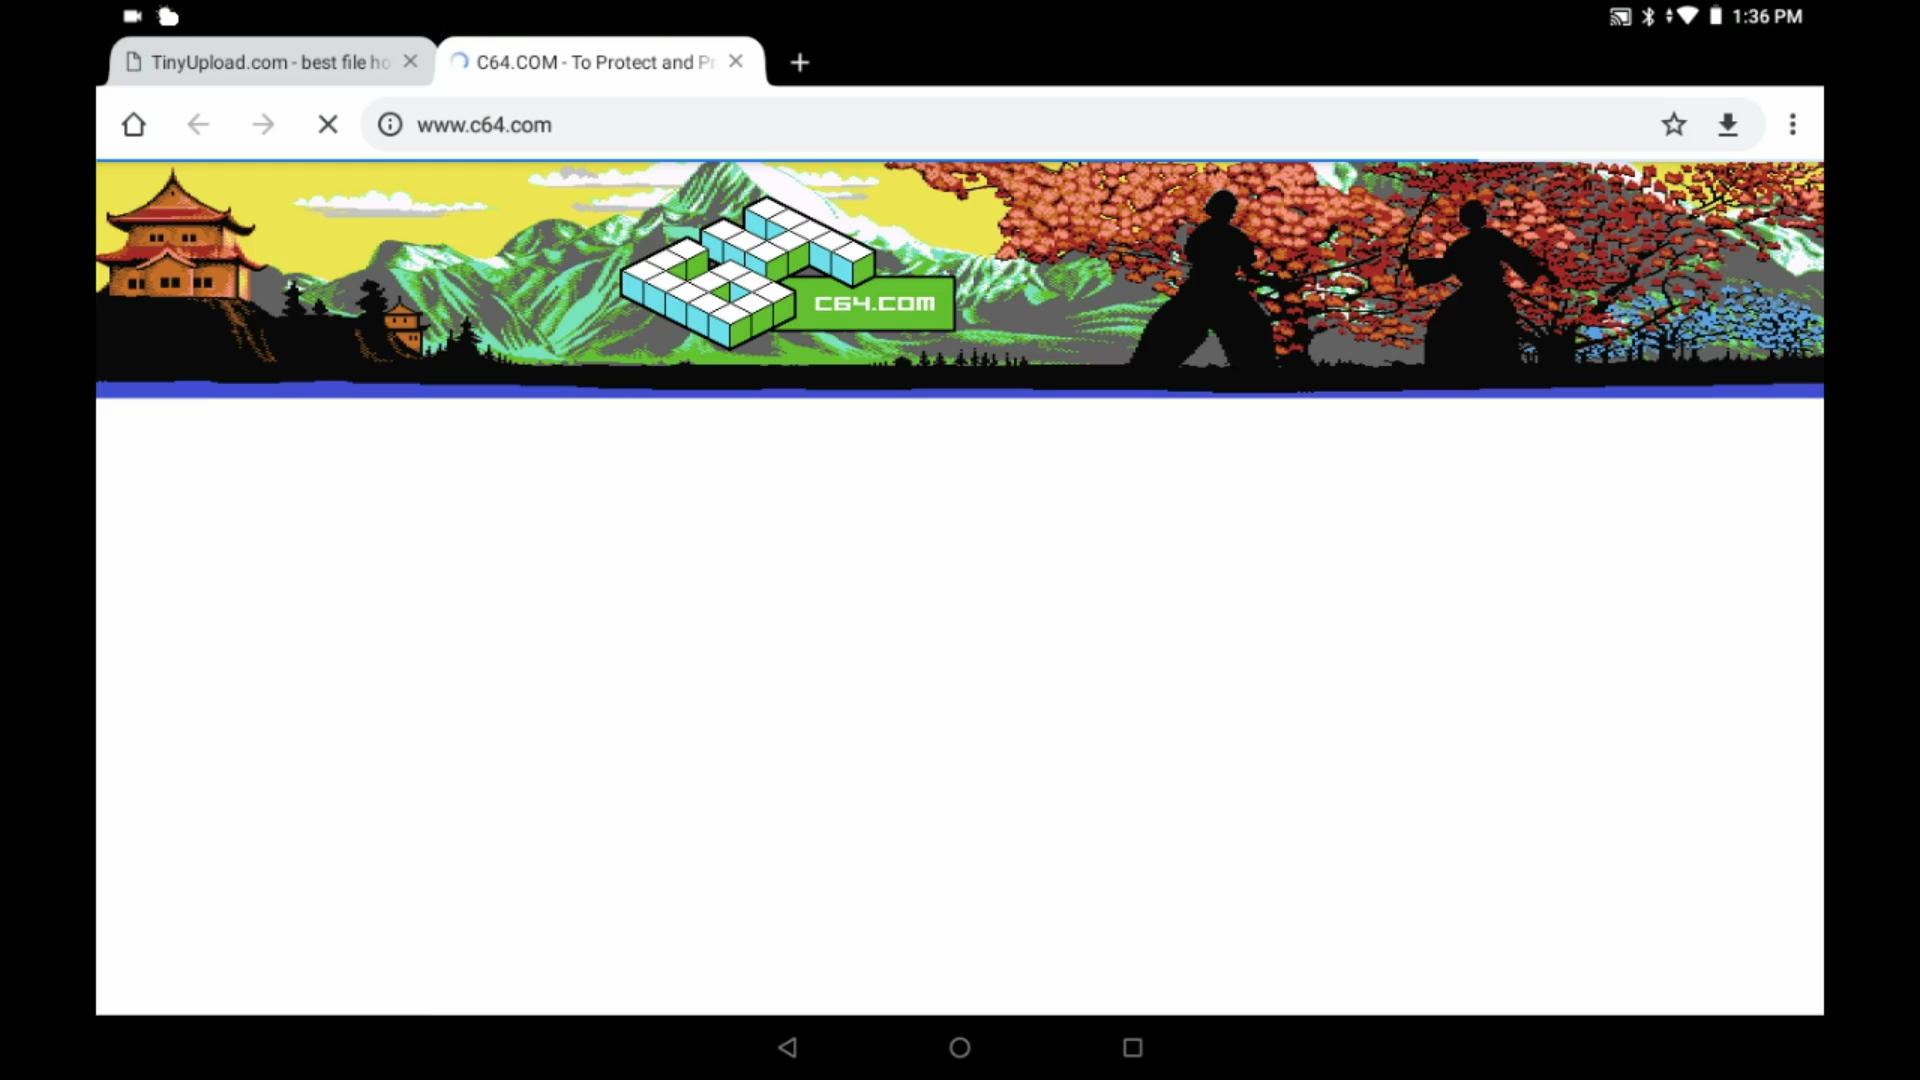 1:36 PM
TinyUpload.com - best file ho
C64.COM - To Protect and Pr
www.c64.com
C64.COM